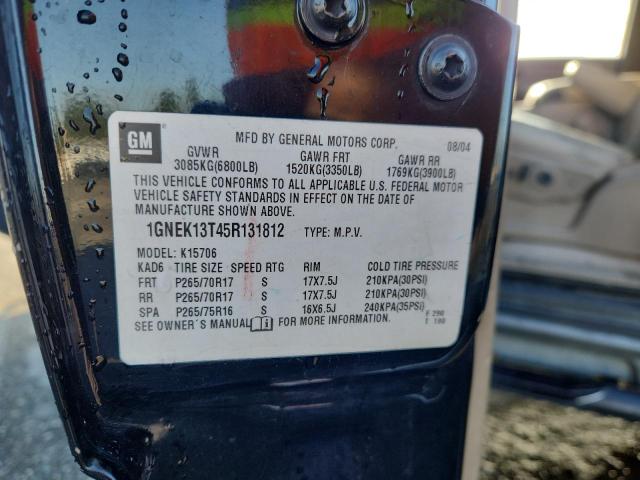 GM
MFD BY GENERAL MOTORS CORP. 08/04
GVWR GAWR FRT GAWR RR
3085KG(6800LB) 1520KG(3350LB) 1769KG(3900LB)
THIS VEHICLE CONFORMS TO ALL APPLICABLE U.S. FEDERAL MOTOR
VEHICLE SAFETY STANDARDS IN EFFECT ON THE DATE OF
MANUFACTURE SHOWN ABOVE.
1GNEK13T45R131812 TYPE: M.P.V.
MODEL: K15706
KAD6 TIRE SIZE SPEED RTG RIM COLD TIRE PRESSURE
FRT P265/70R17 S 17X7.5J 210KPA(30PSI)
RR P265/70R17 S 17X7.5J 210KPA(30PSI)
SPA P265/75R16 S 16X6.5J 240KPA(35PSI)
SEE OWNER'S MANUAL FOR MORE INFORMATION.
F 290
T 100